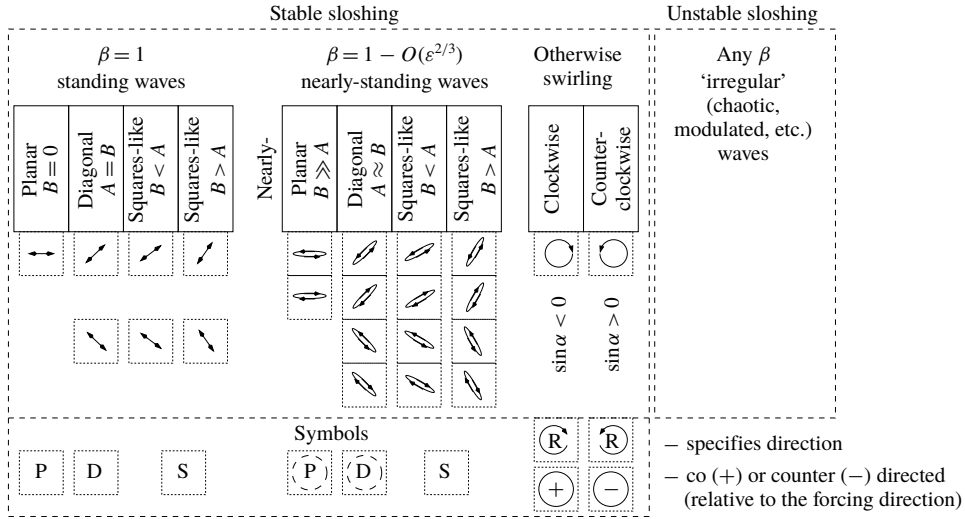 Stable sloshing
Unstable sloshing
β = 1
standing waves
β = 1 − O(ε^{2/3})
nearly-standing waves
Otherwise
swirling
Any β
‘irregular’
(chaotic,
modulated, etc.)
waves
Planar
B = 0
Diagonal
A = B
Squares-like
B < A
Squares-like
B > A
Nearly-
Planar
B ≫ A
Diagonal
A ≈ B
Squares-like
B < A
Squares-like
B > A
Clockwise
Counter-
clockwise
sin α < 0
sin α > 0
Symbols
P
D
S
P
D
S
R
R
+
−
− specifies direction
− co (+) or counter (−) directed
(relative to the forcing direction)